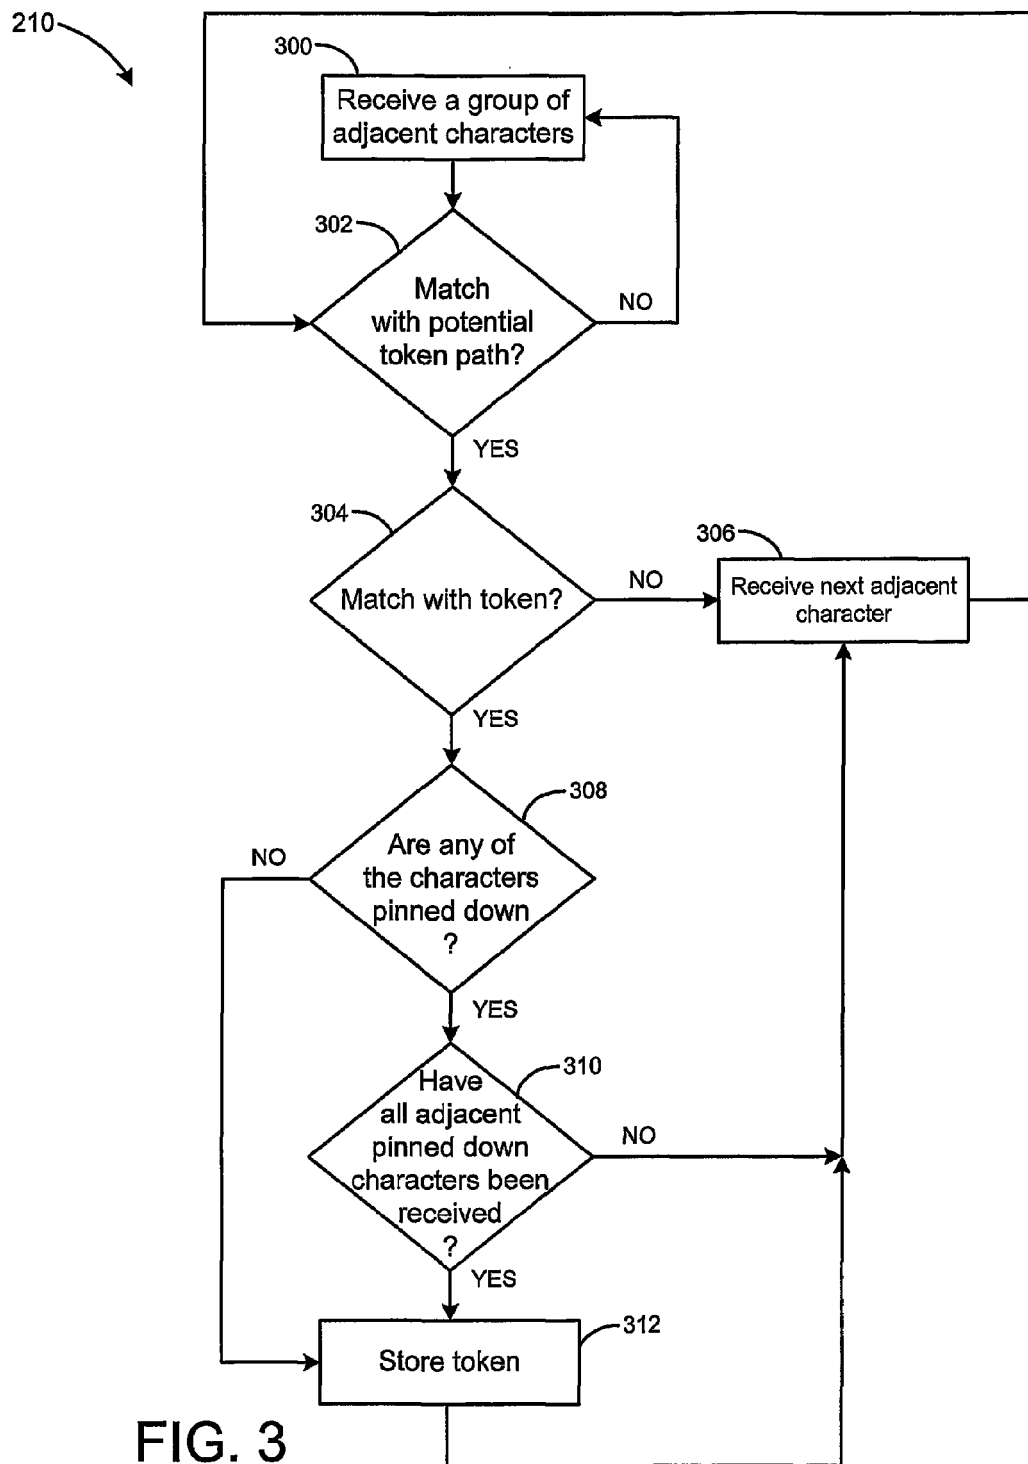 210
300
Receive a group of
adjacent characters
302
Match
with potential
token path?
NO
YES
304
Match with token?
NO
306
Receive next adjacent
character
YES
308
Are any of
the characters
pinned down
?
NO
YES
310
Have
all adjacent
pinned down
characters been
received
?
NO
YES
312
Store token
FIG. 3